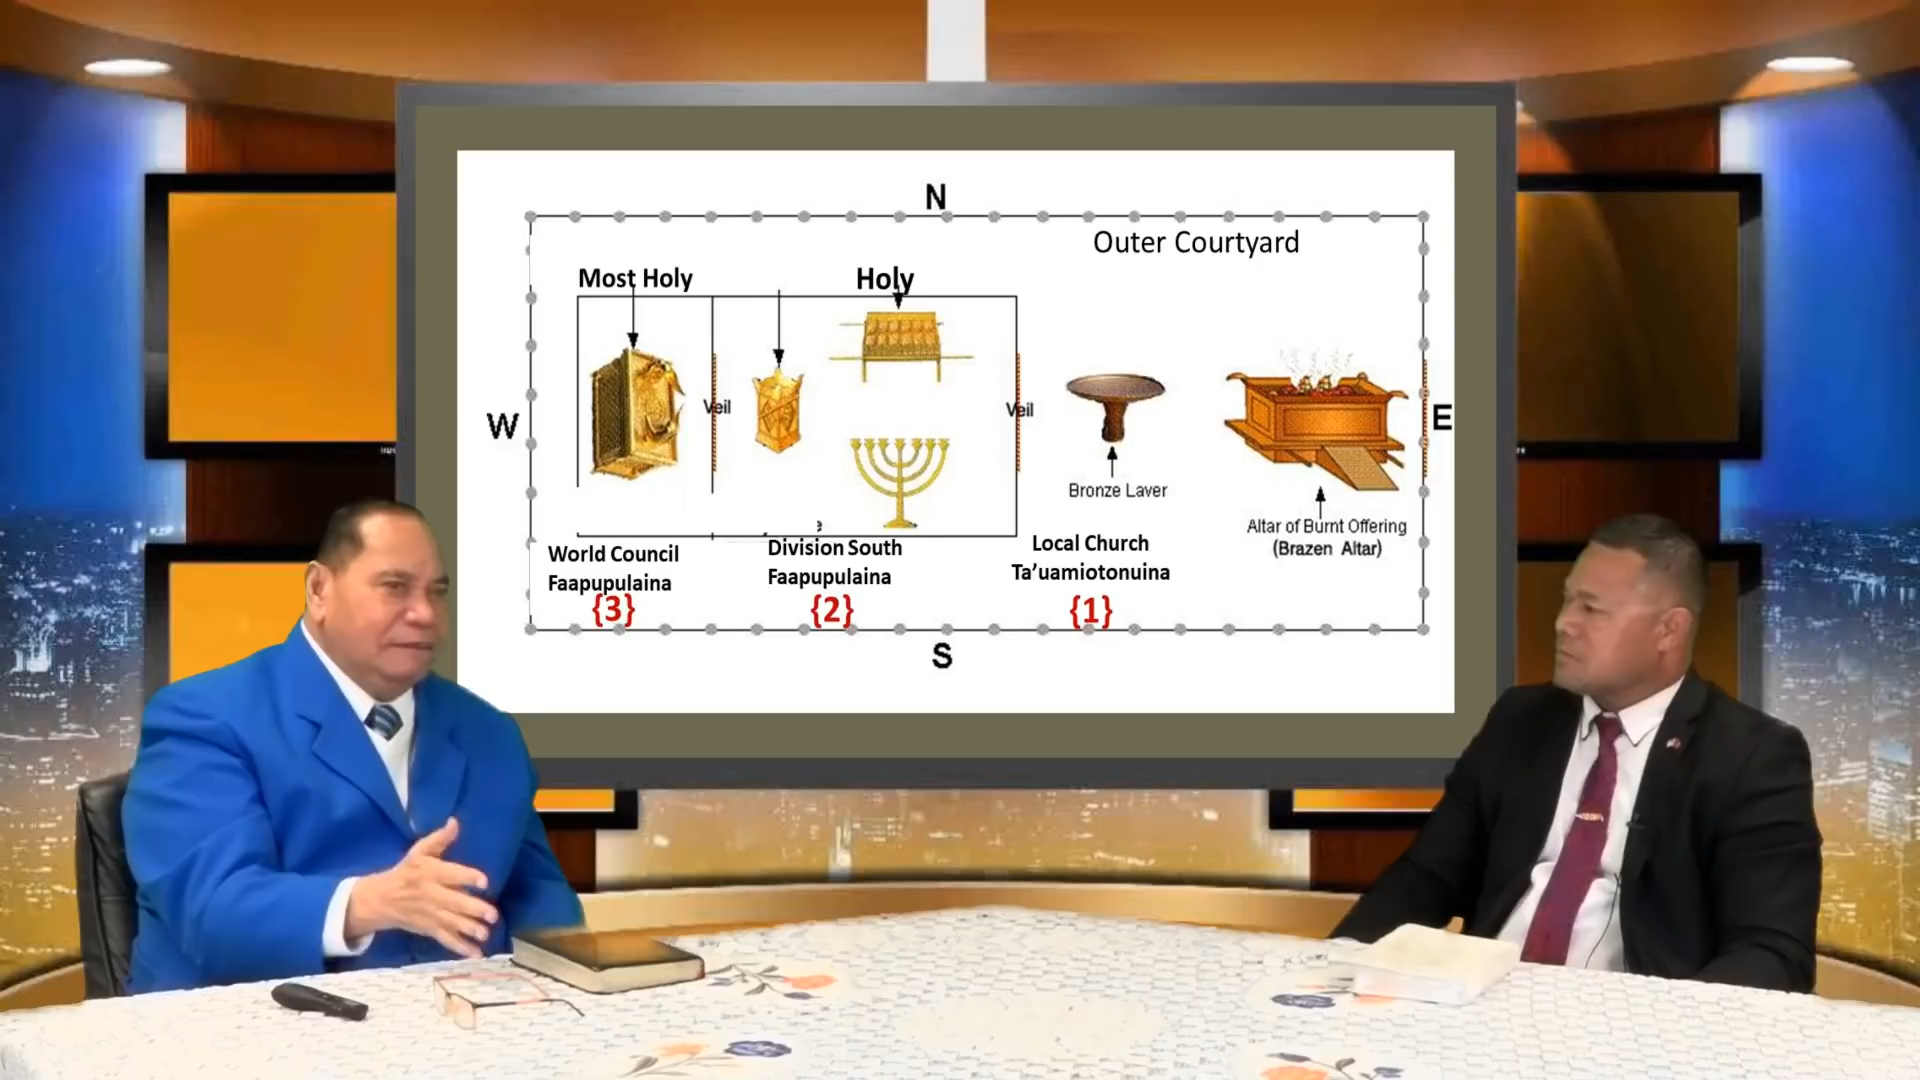 N
Outer Courtyard
Most Holy
Holy
Veil
Veil
W
E
Bronze Laver
Altar of Burnt Offering
(Brazen Altar)
e
World Council
Faapupulaina
{3}
Division South
Faapupulaina
{2}
Local Church
Ta'uamiotonuina
{1}
S